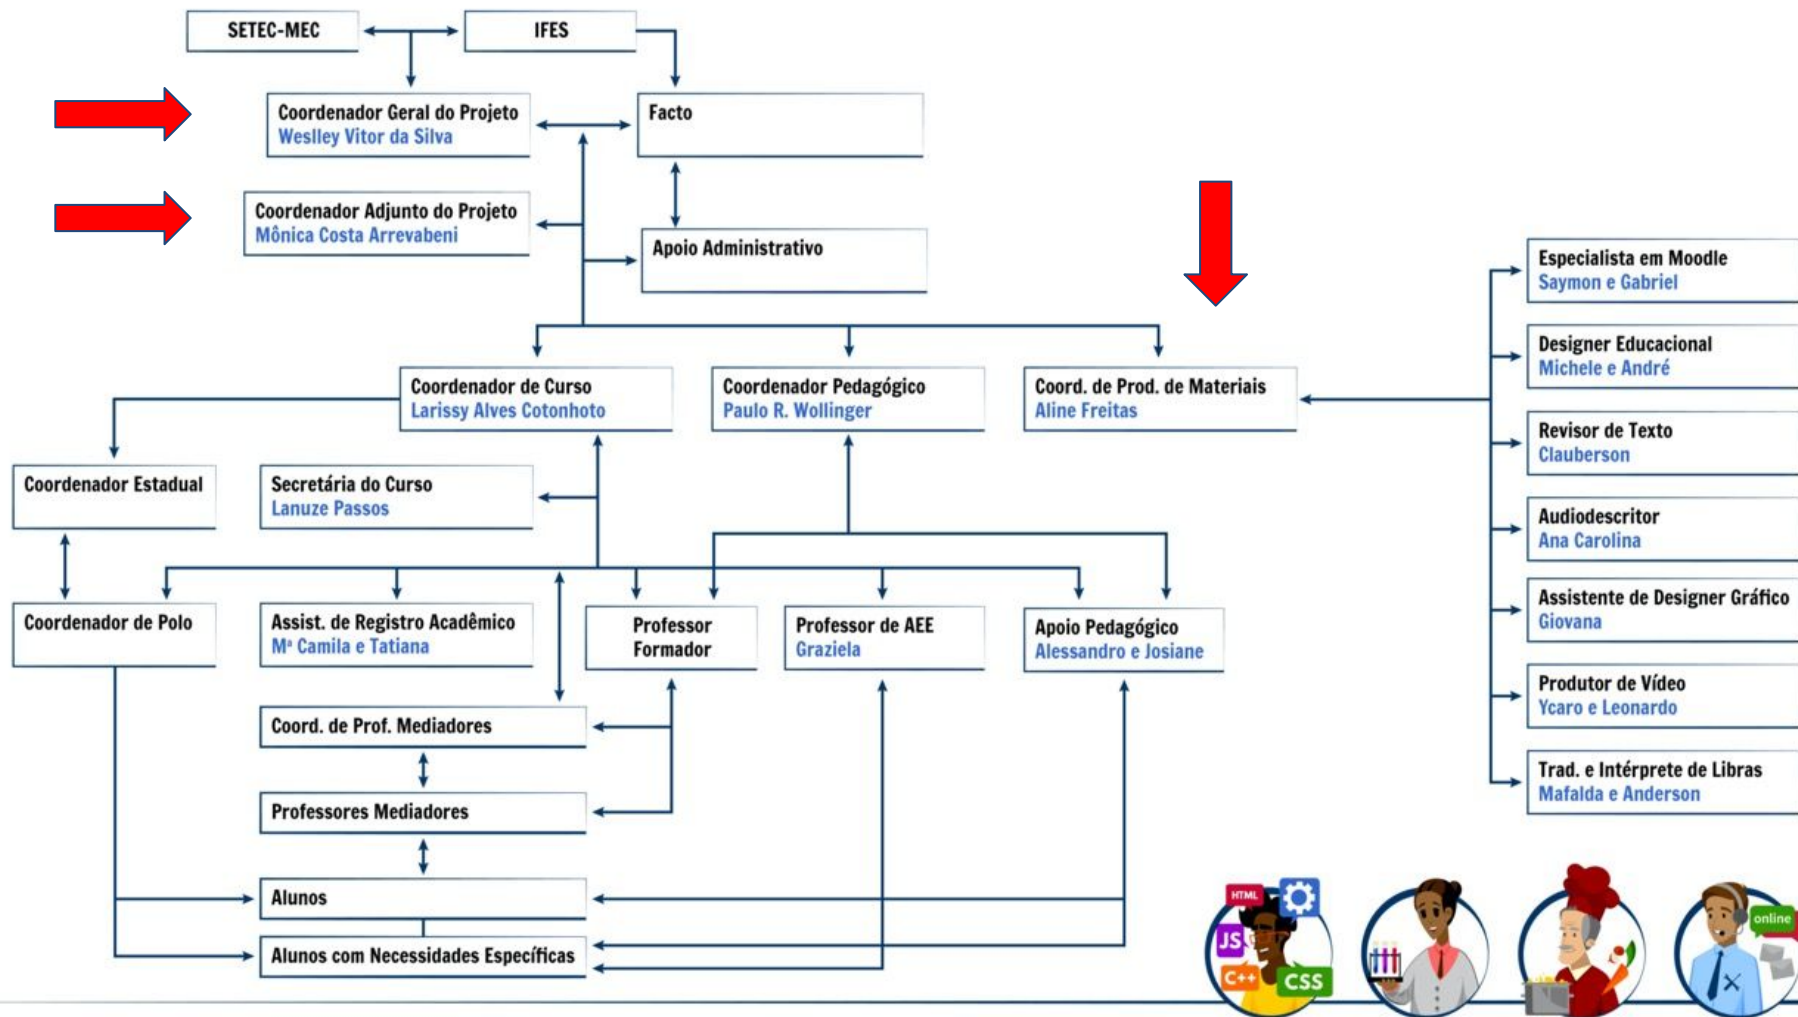 SETEC-MEC
IFES
Coordenador Geral do Projeto
Weslley Vitor da Silva
Facto
Coordenador Adjunto do Projeto
Mônica Costa Arrevabeni
Apoio Administrativo
Coordenador de Curso
Larissy Alves Cotonhoto
Coordenador Pedagógico
Paulo R. Wollinger
Coord. de Prod. de Materiais
Aline Freitas
Especialista em Moodle
Saymon e Gabriel
Designer Educacional
Michele e André
Revisor de Texto
Clauberson
Audiodescritor
Ana Carolina
Assistente de Designer Gráfico
Giovana
Produtor de Vídeo
Ycaro e Leonardo
Trad. e Intérprete de Libras
Mafalda e Anderson
Coordenador Estadual
Secretária do Curso
Lanuze Passos
Coordenador de Polo
Assist. de Registro Acadêmico
Mª Camila e Tatiana
Professor
Formador
Professor de AEE
Graziela
Apoio Pedagógico
Alessandro e Josiane
Coord. de Prof. Mediadores
Professores Mediadores
Alunos
Alunos com Necessidades Específicas
HTML
JS
C++
CSS
online